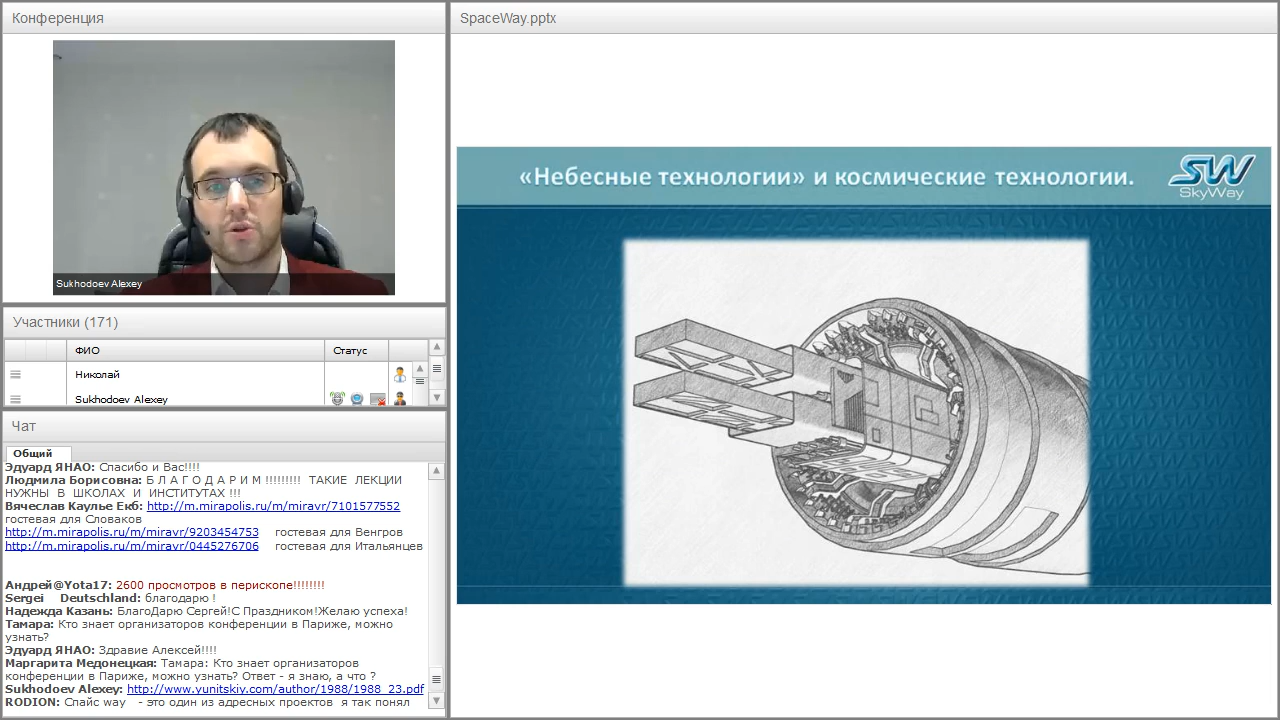 Конференция
Sukhodoev Alexey
Участники (171)
ФИО
Статус
Николай
Sukhodoev Alexey
Чат
Общий
Эдуард ЯНАО: Спасибо и Вас!!!!
Людмила Борисовна: Б Л А Г О Д А Р И М !!!!!!!!! ТАКИЕ ЛЕКЦИИ
НУЖНЫ В ШКОЛАХ И ИНСТИТУТАХ !!!
Вячеслав Каулье Екб: http://m.mirapolis.ru/m/miravr/7101577552
гостевая для Словаков
http://m.mirapolis.ru/m/miravr/9203454753 гостевая для Венгров
http://m.mirapolis.ru/m/miravr/0445276706 гостевая для Итальянцев
Андрей@Yota17: 2600 просмотров в перископе!!!!!!!!
Sergei Deutschland: благодарю !
Надежда Казань: БлагоДарю Сергей!С Праздником!Желаю успеха!
Тамара: Кто знает организаторов конференции в Париже, можно
узнать?
Эдуард ЯНАО: Здравие Алексей!!!!
Маргарита Медонецкая: Тамара: Кто знает организаторов
конференции в Париже, можно узнать? Ответ - я знаю, а что ?
Sukhodoev Alexey: http://www.yunitskiy.com/author/1988/1988_23.pdf
RODION: Спайс way - это один из адресных проектов я так понял
SpaceWay.pptx
«Небесные технологии» и космические технологии.
SW
SkyWay